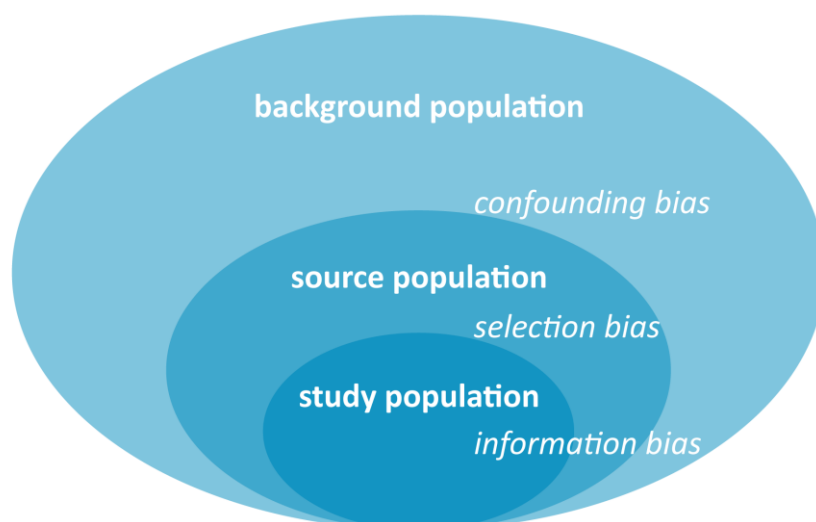 background population
confounding bias
source population
selection bias
study population
information bias